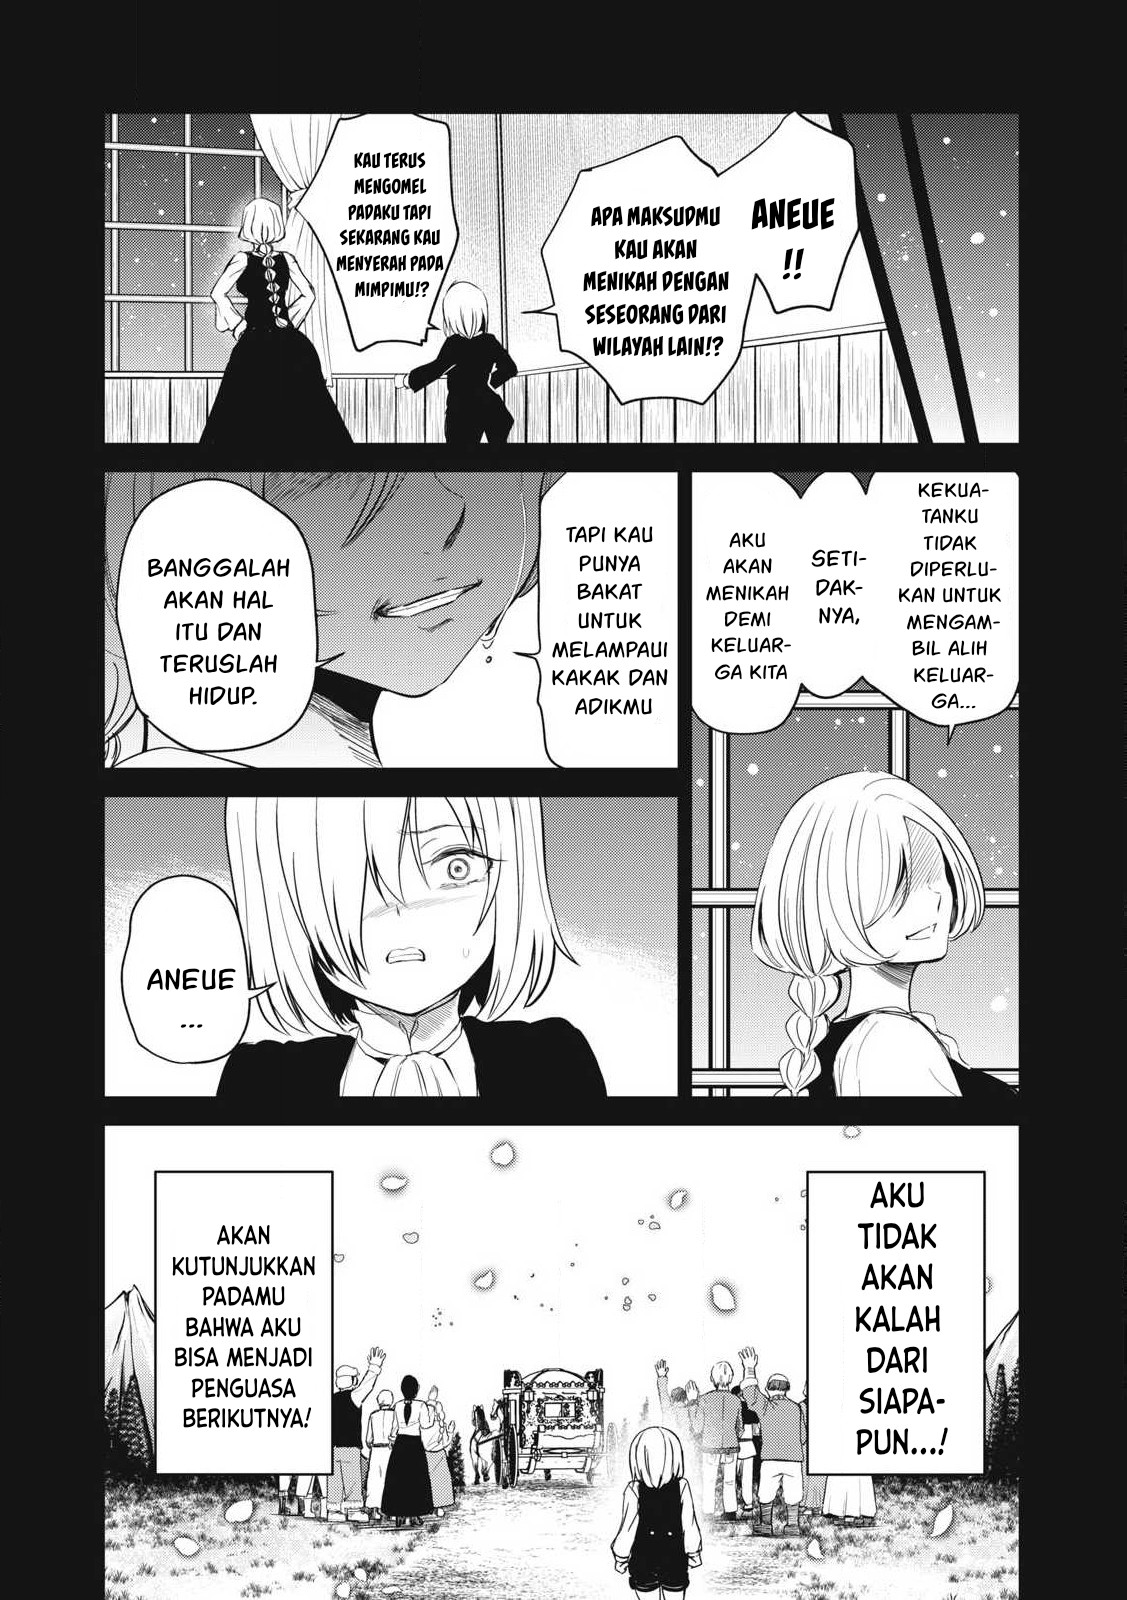 ANEUE
!!
APA MAKSUDMU
KAU AKAN
MENIKAH DENGAN
SESEORANG DARI
WILAYAH LAIN!?
KAU TERUS
MENGOMEL
PADAKU TAPI
SEKARANG KAU
MENYERAH PADA
MIMPIMU!?
KEKUA-
TANKU
TIDAK
DIPERLU-
KAN UNTUK
MENGAM-
BIL ALIH
KELUAR-
GA...
SETI-
DAK-
NYA,
AKU
AKAN
MENIKAH
DEMI
KELUAR-
GA KITA
TAPI KAU
PUNYA
BAKAT
UNTUK
MELAMPAUI
KAKAK DAN
ADIKMU
BANGGALAH
AKAN HAL
ITU DAN
TERUSLAH
HIDUP.
ANEUE
...
AKU
TIDAK
AKAN
KALAH
DARI
SIAPA-
PUN...!
AKAN
KUTUNJUKKAN
PADAMU
BAHWA AKU
BISA MENJADI
PENGUASA
BERIKUTNYA!